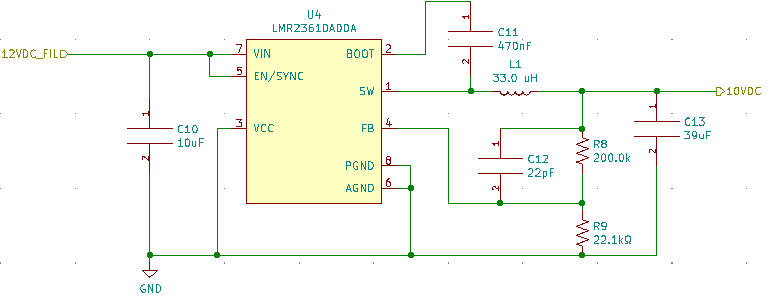 U4
LMR2361DADDA
12VDC_FIL
7 VIN
BOOT 2
5 EN/SYNC
SW 1
3 VCC
FB 4
PGND 8
AGND 6
1
C10
10uF
2
1
C11
470nF
2
L1
33.0 uH
10VDC
1
C12
22pF
2
R8
200.0k
1
C13
39uF
2
R9
22.1kΩ
GND